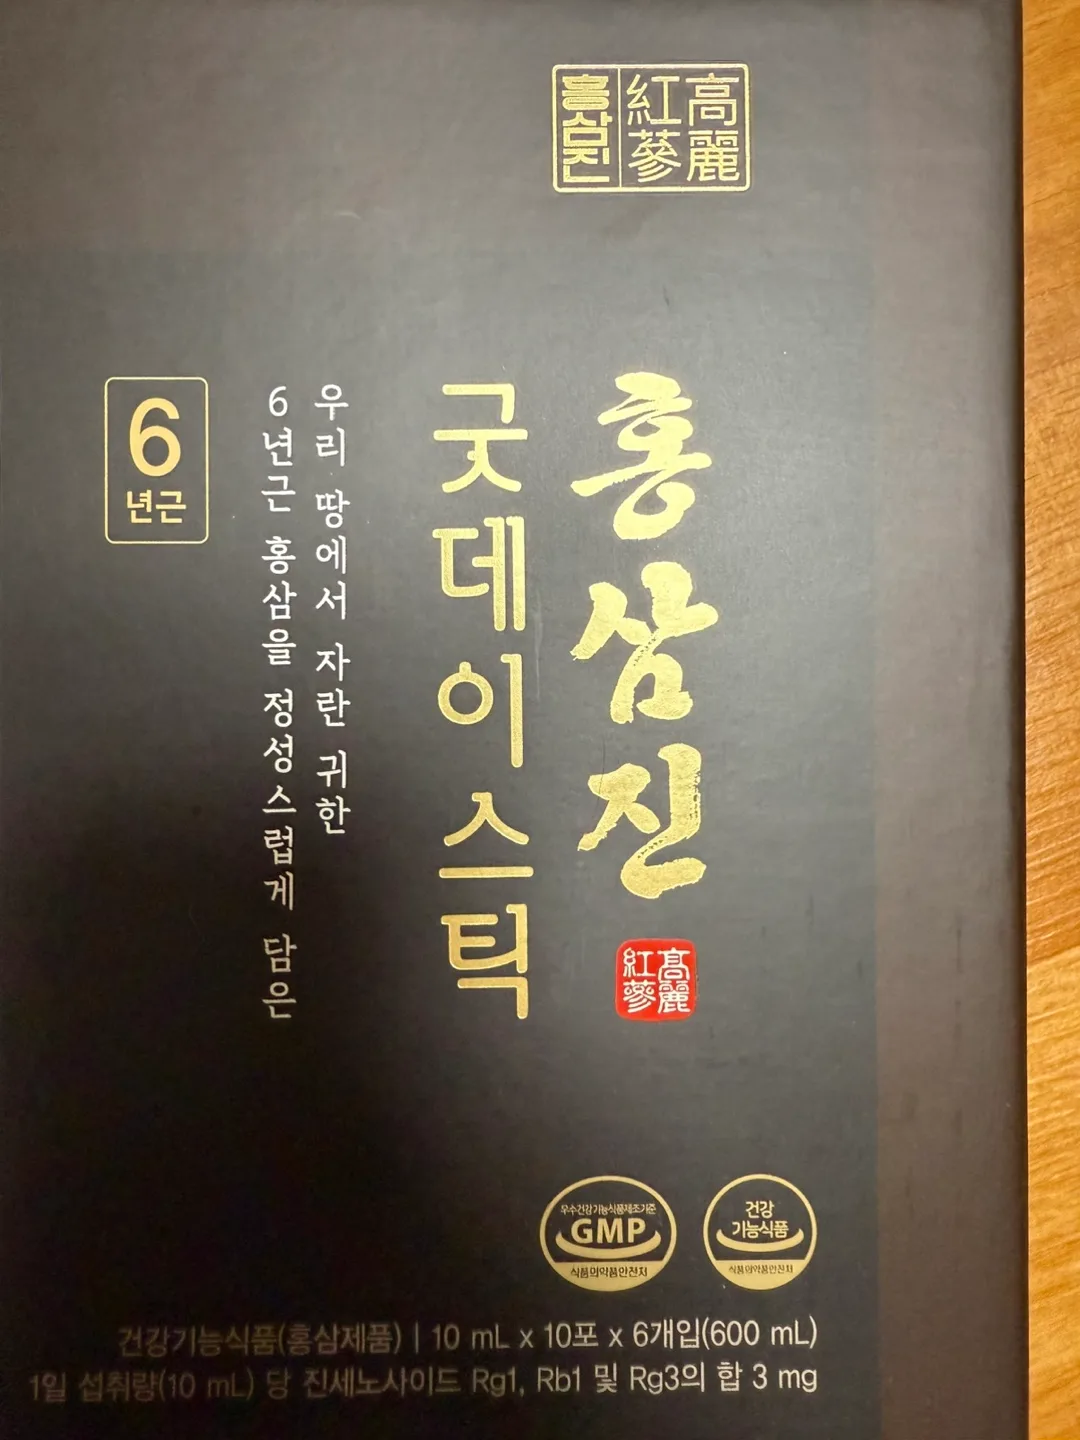 高麗
紅蔘
홍삼진
홍삼진
高麗
紅蔘
굿데이스틱
우리 땅에서 자란 귀한
6년근 홍삼을 정성스럽게 담은
6
년근
우수건강기능식품제조기준
GMP
식품의약품안전처
건강
기능식품
식품의약품안전처
건강기능식품(홍삼제품) | 10 mL x 10포 x 6개입(600 mL)
1일 섭취량(10 mL) 당 진세노사이드 Rg1, Rb1 및 Rg3의 합 3 mg